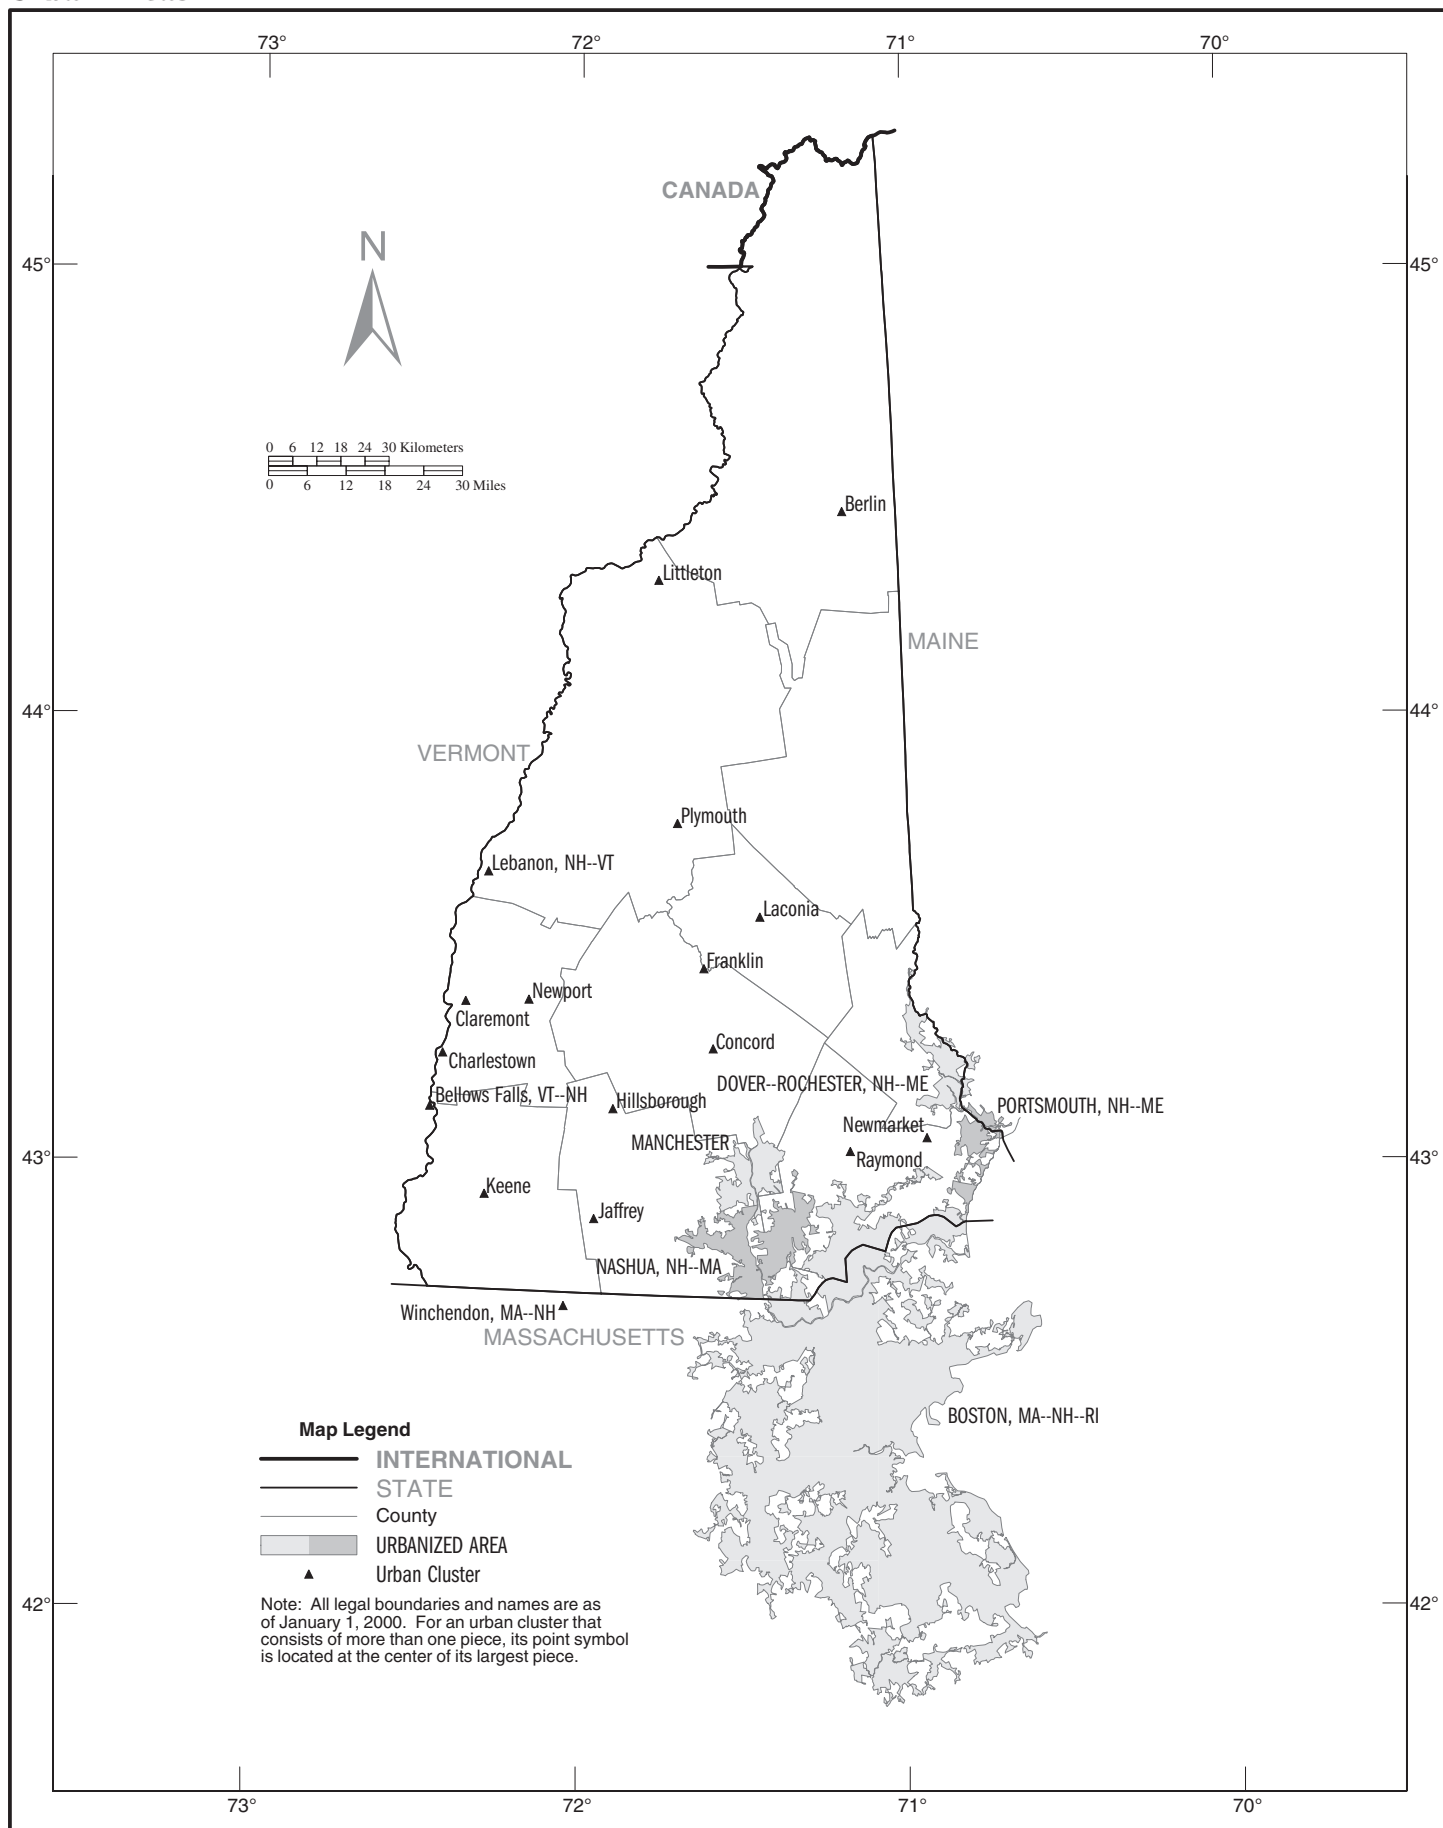 73°
72°
71°
70°
CANADA
N
45°
45°
0 6 12 18 24 30 Kilometers
0 6 12 18 24 30 Miles
Berlin
Littleton
MAINE
44°
44°
VERMONT
Plymouth
Lebanon, NH--VT
Laconia
Franklin
Newport
Claremont
Concord
Charlestown
DOVER--ROCHESTER, NH--ME
Bellows Falls, VT--NH
Hillsborough
PORTSMOUTH, NH--ME
Newmarket
MANCHESTER
43°
43°
Raymond
Keene
Jaffrey
NASHUA, NH--MA
Winchendon, MA--NH
MASSACHUSETTS
BOSTON, MA--NH--RI
Map Legend
INTERNATIONAL
STATE
County
URBANIZED AREA
Urban Cluster
Note: All legal boundaries and names are as
of January 1, 2000. For an urban cluster that
consists of more than one piece, its point symbol
is located at the center of its largest piece.
42°
42°
73°
72°
71°
70°